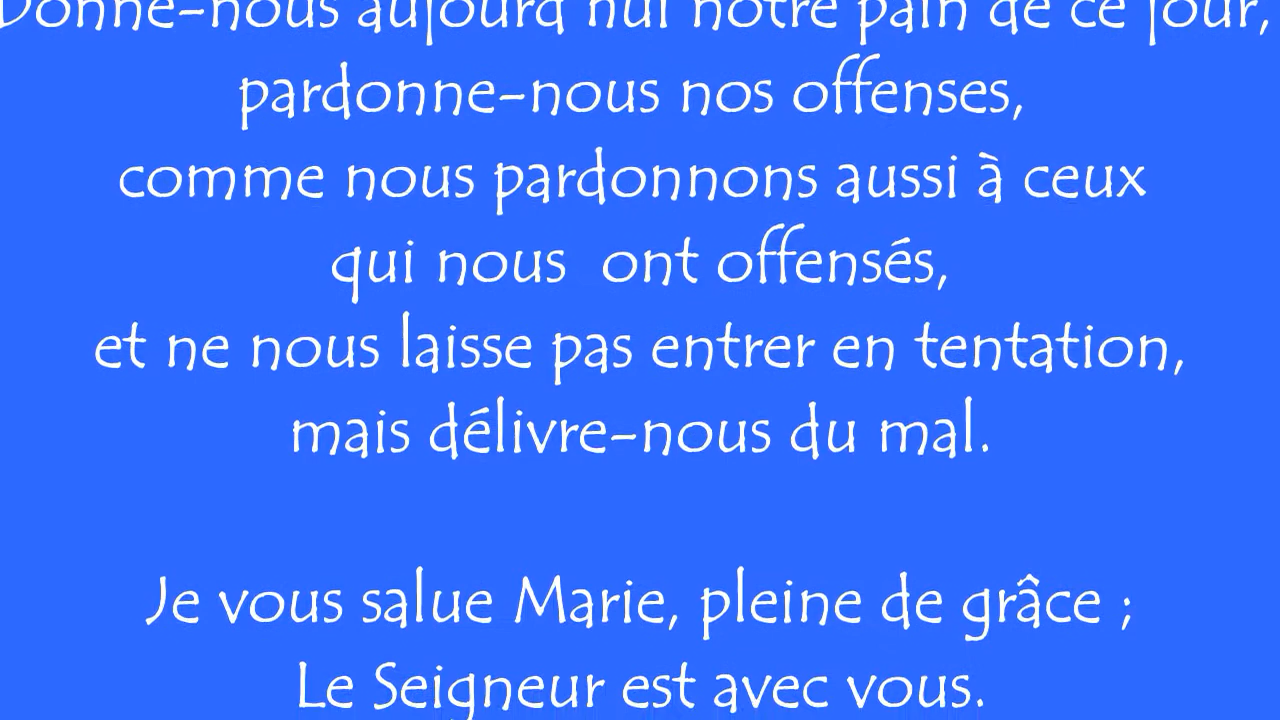 Donne-nous aujourd'hui notre pain de ce jour,
pardonne-nous nos offenses,
comme nous pardonnons aussi à ceux
qui nous  ont offensés,
et ne nous laisse pas entrer en tentation,
mais délivre-nous du mal.
Je vous salue Marie, pleine de grâce ;
Le Seigneur est avec vous.